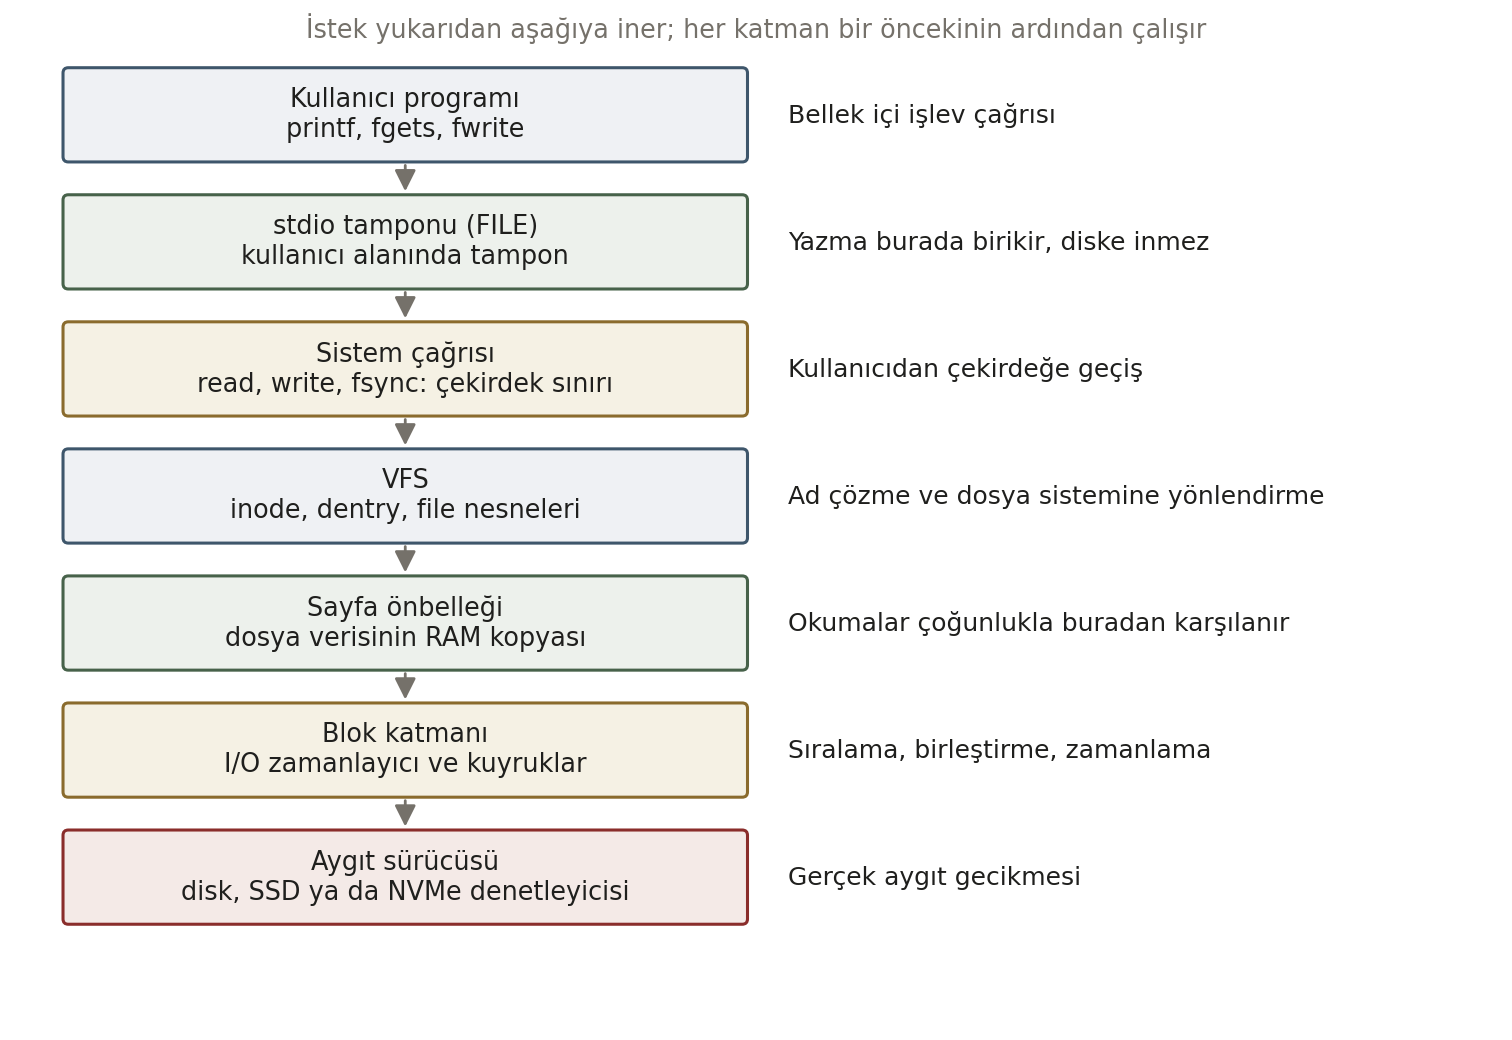 İstek yukarıdan aşağıya iner; her katman bir öncekinin ardından çalışır
Kullanıcı programı
printf, fgets, fwrite
Bellek içi işlev çağrısı
stdio tamponu (FILE)
kullanıcı alanında tampon
Yazma burada birikir, diske inmez
Sistem çağrısı
read, write, fsync: çekirdek sınırı
Kullanıcıdan çekirdeğe geçiş
VFS
inode, dentry, file nesneleri
Ad çözme ve dosya sistemine yönlendirme
Sayfa önbelleği
dosya verisinin RAM kopyası
Okumalar çoğunlukla buradan karşılanır
Blok katmanı
I/O zamanlayıcı ve kuyruklar
Sıralama, birleştirme, zamanlama
Aygıt sürücüsü
disk, SSD ya da NVMe denetleyicisi
Gerçek aygıt gecikmesi